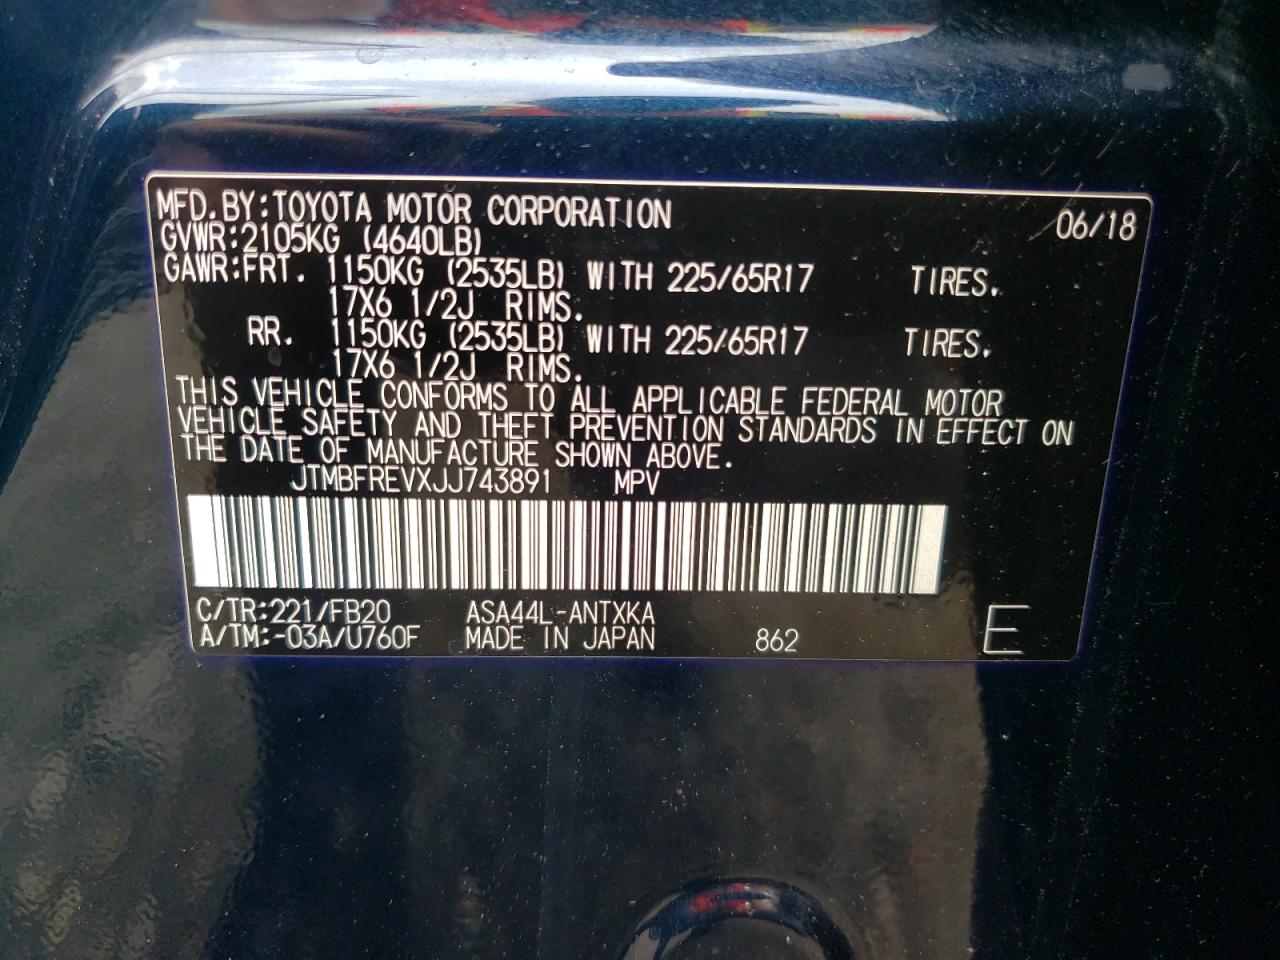 MFD.BY:TOYOTA MOTOR CORPORATION 06/18
GVWR:2105KG (4640LB)
GAWR:FRT. 1150KG (2535LB) WITH 225/65R17 TIRES.
17X6 1/2J RIMS.
RR. 1150KG (2535LB) WITH 225/65R17 TIRES.
17X6 1/2J RIMS.
THIS VEHICLE CONFORMS TO ALL APPLICABLE FEDERAL MOTOR
VEHICLE SAFETY AND THEFT PREVENTION STANDARDS IN EFFECT ON
THE DATE OF MANUFACTURE SHOWN ABOVE.
JTMBFREVXJJ743891 MPV
C/TR:221/FB20 ASA44L-ANTXKA
A/TM:-03A/U760F MADE IN JAPAN 862 E